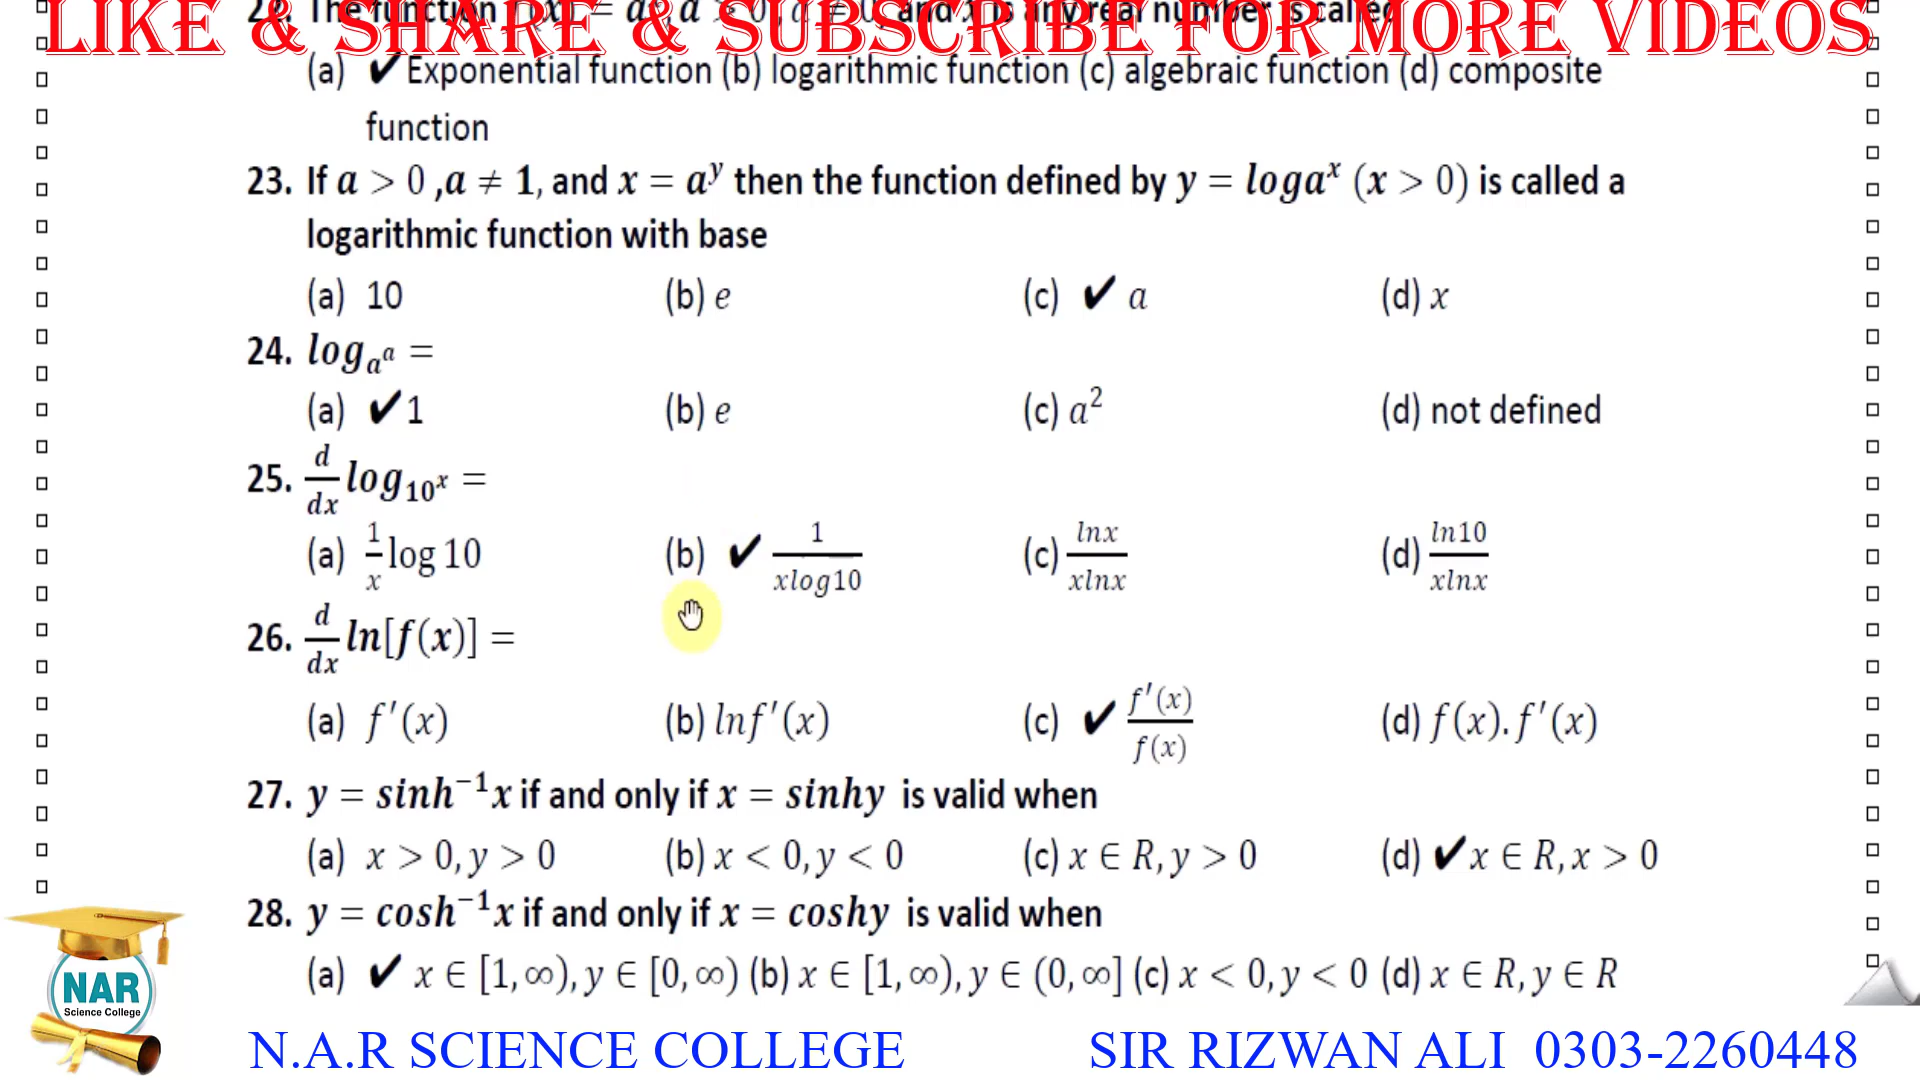 LIKE & SHARE & SUBSCRIBE FOR MORE VIDEOS
(a) ✔Exponential function (b) logarithmic function (c) algebraic function (d) composite
function
23. If a > 0 ,a ≠ 1, and x = a^y then the function defined by y = loga^x (x > 0) is called a
logarithmic function with base
(a) 10 (b) e (c) ✔ a (d) x
24. log_{a^a} =
(a) ✔1 (b) e (c) a² (d) not defined
25. d/dx log_{10^x} =
(a) 1/x log 10 (b) ✔ 1/xlog10 (c) lnx/xlnx (d) ln10/xlnx
26. d/dx ln[f(x)] =
(a) f′(x) (b) lnf′(x) (c) ✔ f′(x)/f(x) (d) f(x).f′(x)
27. y = sinh⁻¹x if and only if x = sinhy is valid when
(a) x > 0, y > 0 (b) x < 0, y < 0 (c) x ∈ R, y > 0 (d) ✔x ∈ R, x > 0
28. y = cosh⁻¹x if and only if x = coshy is valid when
(a) ✔ x ∈ [1, ∞), y ∈ [0, ∞) (b) x ∈ [1, ∞), y ∈ (0, ∞] (c) x < 0, y < 0 (d) x ∈ R, y ∈ R
NAR
Science College
N.A.R SCIENCE COLLEGE SIR RIZWAN ALI 0303-2260448